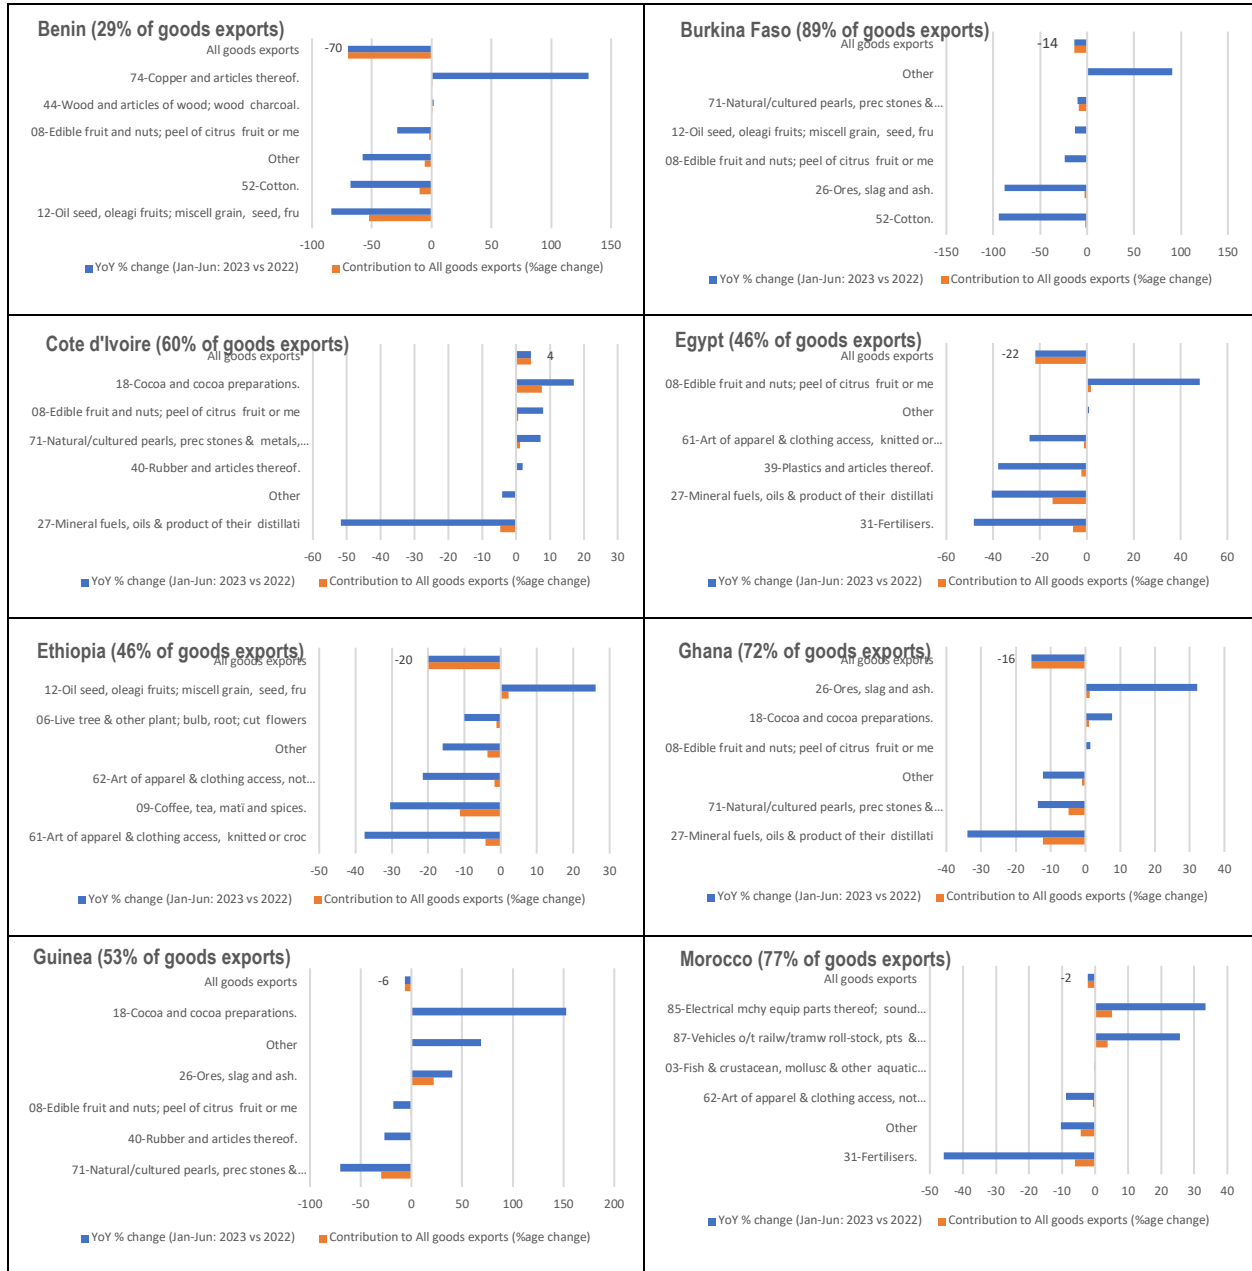 Benin (29% of goods exports)
All goods exports
-70
74-Copper and articles thereof.
44-Wood and articles of wood; wood charcoal.
08-Edible fruit and nuts; peel of citrus fruit or me
Other
52-Cotton.
12-Oil seed, oleagi fruits; miscell grain, seed, fru
-100 -50 0 50 100 150
YoY % change (Jan-Jun: 2023 vs 2022) Contribution to All goods exports (%age change)
Burkina Faso (89% of goods exports)
All goods exports
-14
Other
71-Natural/cultured pearls, prec stones &...
12-Oil seed, oleagi fruits; miscell grain, seed, fru
08-Edible fruit and nuts; peel of citrus fruit or me
26-Ores, slag and ash.
52-Cotton.
-150 -100 -50 0 50 100 150
YoY % change (Jan-Jun: 2023 vs 2022) Contribution to All goods exports (%age change)
Cote d'Ivoire (60% of goods exports)
All goods exports
4
18-Cocoa and cocoa preparations.
08-Edible fruit and nuts; peel of citrus fruit or me
71-Natural/cultured pearls, prec stones & metals,...
40-Rubber and articles thereof.
Other
27-Mineral fuels, oils & product of their distillati
-60 -50 -40 -30 -20 -10 0 10 20 30
YoY % change (Jan-Jun: 2023 vs 2022) Contribution to All goods exports (%age change)
Egypt (46% of goods exports)
All goods exports
-22
08-Edible fruit and nuts; peel of citrus fruit or me
Other
61-Art of apparel & clothing access, knitted or...
39-Plastics and articles thereof.
27-Mineral fuels, oils & product of their distillati
31-Fertilisers.
-60 -40 -20 0 20 40 60
YoY % change (Jan-Jun: 2023 vs 2022) Contribution to All goods exports (%age change)
Ethiopia (46% of goods exports)
All goods exports
-20
12-Oil seed, oleagi fruits; miscell grain, seed, fru
06-Live tree & other plant; bulb, root; cut flowers
Other
62-Art of apparel & clothing access, not...
09-Coffee, tea, matï and spices.
61-Art of apparel & clothing access, knitted or croc
-50 -40 -30 -20 -10 0 10 20 30
YoY % change (Jan-Jun: 2023 vs 2022) Contribution to All goods exports (%age change)
Ghana (72% of goods exports)
All goods exports
-16
26-Ores, slag and ash.
18-Cocoa and cocoa preparations.
08-Edible fruit and nuts; peel of citrus fruit or me
Other
71-Natural/cultured pearls, prec stones &...
27-Mineral fuels, oils & product of their distillati
-40 -30 -20 -10 0 10 20 30 40
YoY % change (Jan-Jun: 2023 vs 2022) Contribution to All goods exports (%age change)
Guinea (53% of goods exports)
All goods exports
-6
18-Cocoa and cocoa preparations.
Other
26-Ores, slag and ash.
08-Edible fruit and nuts; peel of citrus fruit or me
40-Rubber and articles thereof.
71-Natural/cultured pearls, prec stones &...
-100 -50 0 50 100 150 200
YoY % change (Jan-Jun: 2023 vs 2022) Contribution to All goods exports (%age change)
Morocco (77% of goods exports)
All goods exports
-2
85-Electrical mchy equip parts thereof; sound...
87-Vehicles o/t railw/tramw roll-stock, pts &...
03-Fish & crustacean, mollusc & other aquatic...
62-Art of apparel & clothing access, not...
Other
31-Fertilisers.
-50 -40 -30 -20 -10 0 10 20 30 40
YoY % change (Jan-Jun: 2023 vs 2022) Contribution to All goods exports (%age change)